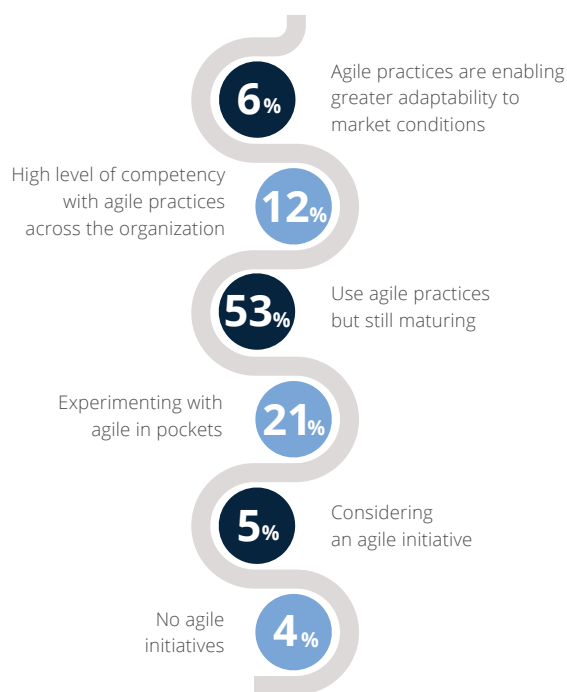 6%
Agile practices are enabling
greater adaptability to
market conditions
High level of competency
with agile practices
across the organization
12%
53%
Use agile practices
but still maturing
Experimenting with
agile in pockets
21%
5%
Considering
an agile initiative
No agile
initiatives
4%